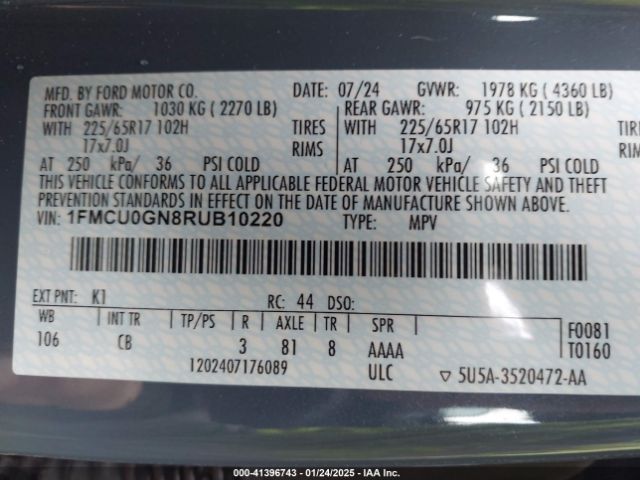 MFD. BY FORD MOTOR CO. DATE: 07/24 GVWR: 1978 KG ( 4360 LB)
FRONT GAWR: 1030 KG ( 2270 LB) REAR GAWR: 975 KG ( 2150 LB)
WITH 225/65R17 102H TIRES WITH 225/65R17 102H TIRE
17x7.0J RIMS 17x7.0J RIMS
AT 250 kPa/ 36 PSI COLD AT 250 kPa/ 36 PSI COLD
THIS VEHICLE CONFORMS TO ALL APPLICABLE FEDERAL MOTOR VEHICLE SAFETY AND THEFT
PREVENTION STANDARDS IN EFFECT ON THE DATE OF MANUFACTURE SHOWN ABOVE.
VIN: 1FMCU0GN8RUB10220 TYPE: MPV
EXT PNT: K1 RC: 44 DSO:
WB INT TR TP/PS R AXLE TR SPR F0081
106 CB 3 81 8 AAAA T0160
1202407176089 ULC ▽ 5U5A-3520472-AA
© COPYRIGHT - #41396743 - 01/24/2025 - IAA Inc.